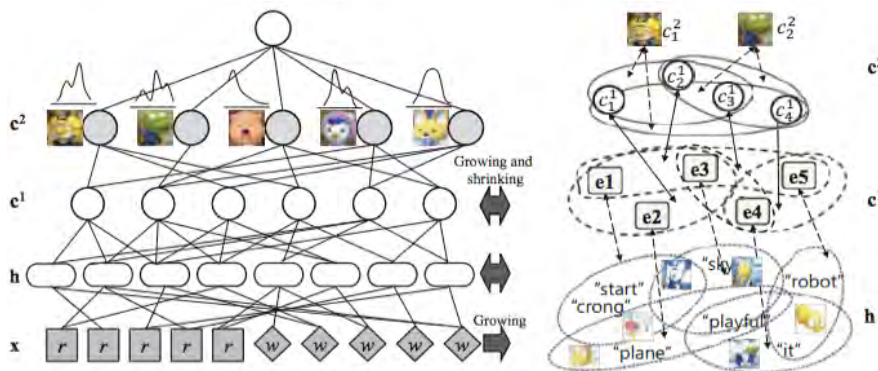 c²
Growing and
shrinking
c¹
h
x
r
r
r
r
r
w
w
w
w
w
Growing
c₁²
c₂²
c₁¹
c₂¹
c₃¹
c₄¹
e1
e2
e3
e4
e5
c
c
h
"start"
"crong"
"robot"
"playful"
"plane"
"it"